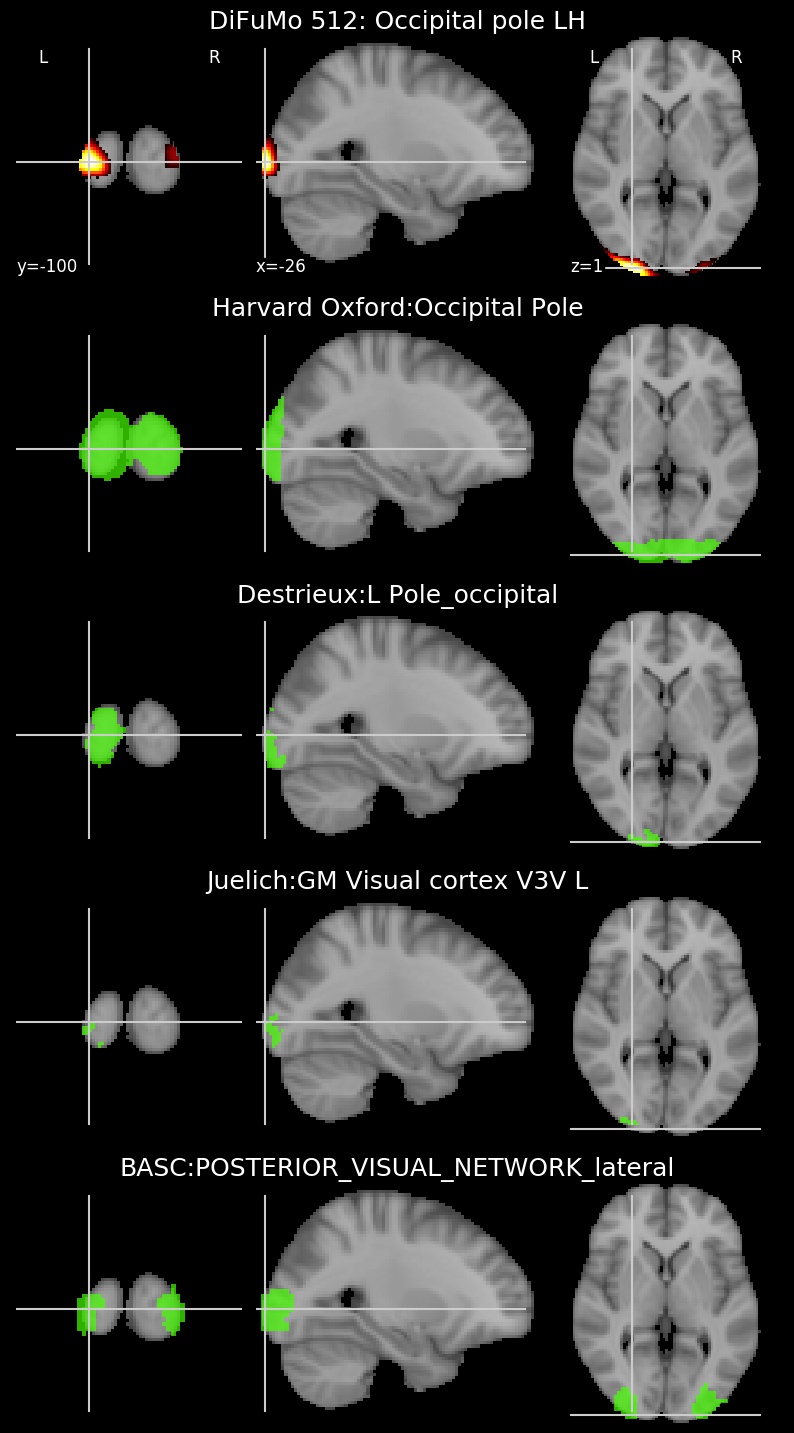 DiFuMo 512: Occipital pole LH
L R L R
y=-100 x=-26 z=1
Harvard Oxford:Occipital Pole
Destrieux:L Pole_occipital
Juelich:GM Visual cortex V3V L
BASC:POSTERIOR_VISUAL_NETWORK_lateral